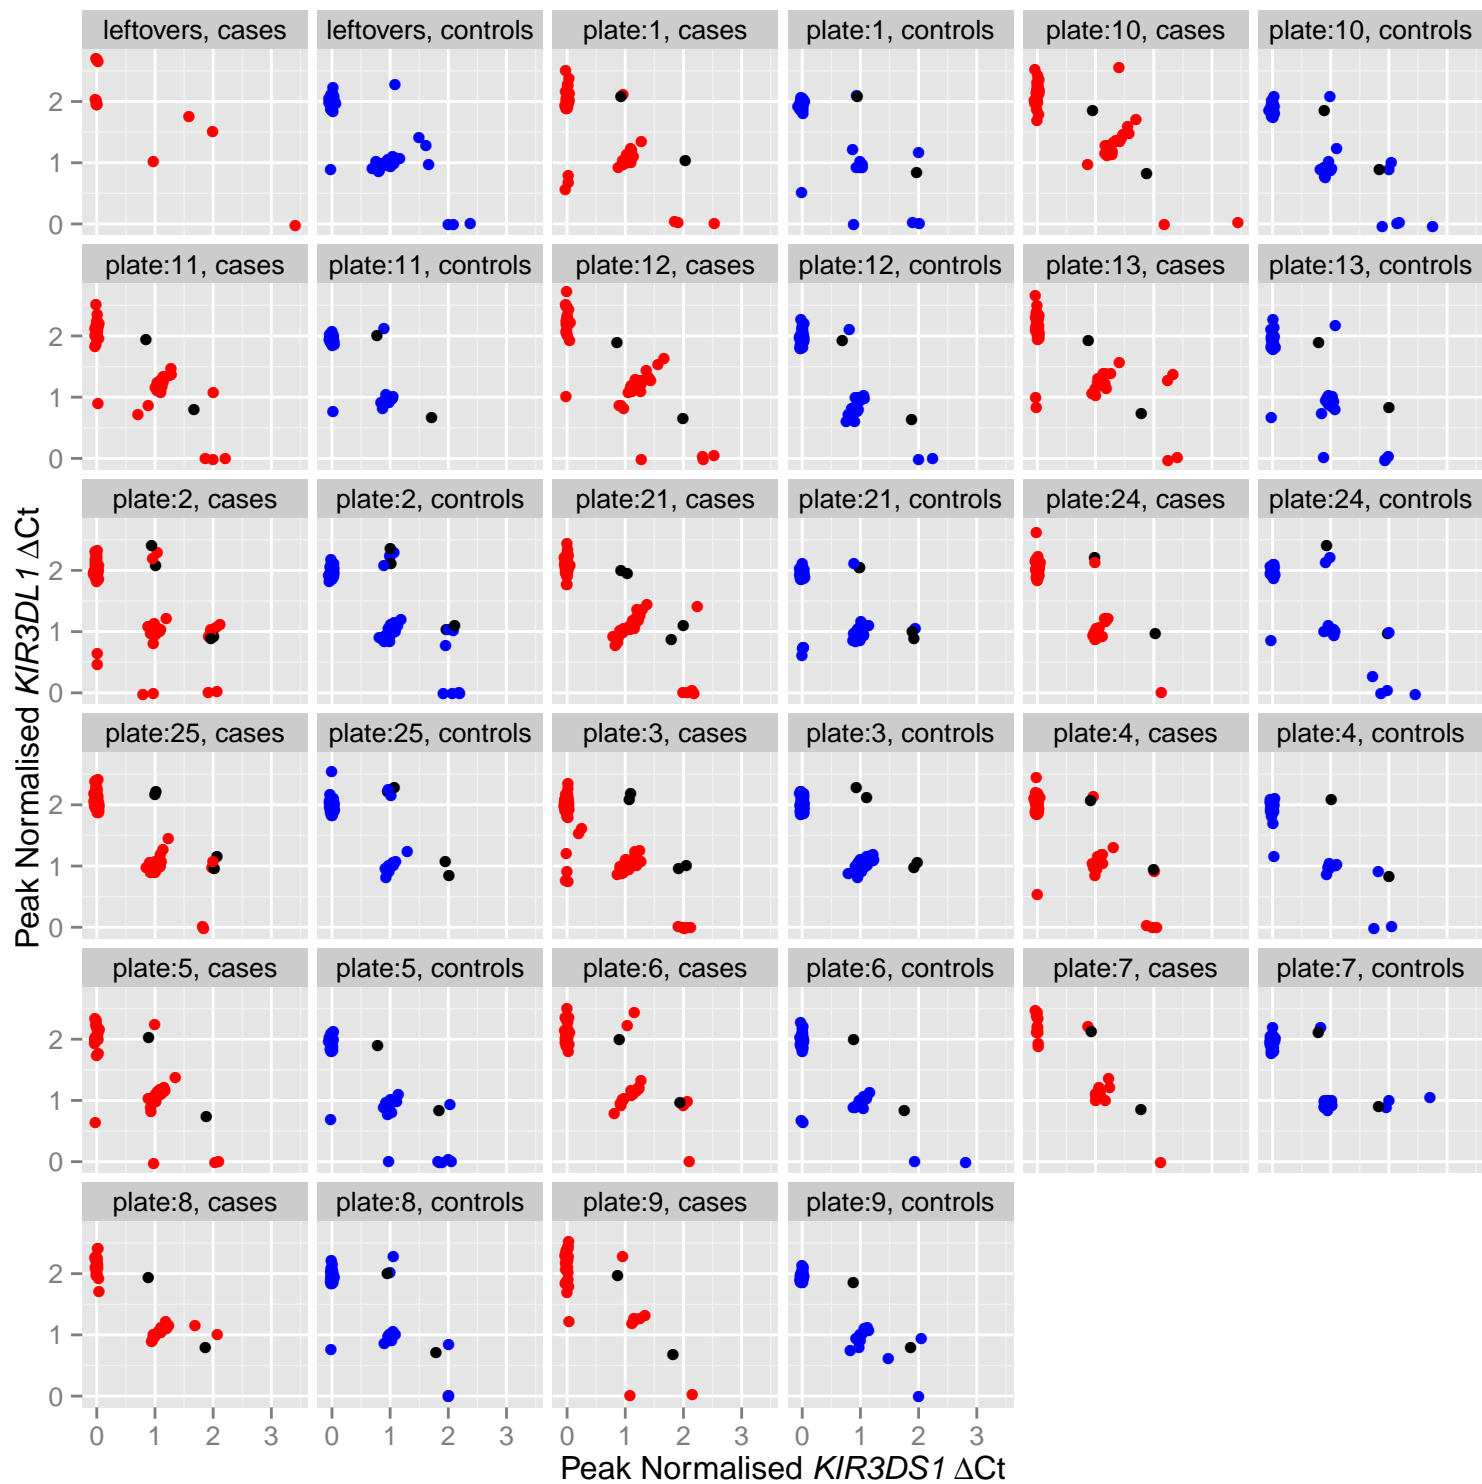 leftovers, cases
leftovers, controls
plate:1, cases
plate:1, controls
plate:10, cases
plate:10, controls
2
1
0
plate:11, cases
plate:11, controls
plate:12, cases
plate:12, controls
plate:13, cases
plate:13, controls
2
1
0
plate:2, cases
plate:2, controls
plate:21, cases
plate:21, controls
plate:24, cases
plate:24, controls
2
1
0
Peak Normalised KIR3DL1 ΔCt
plate:25, cases
plate:25, controls
plate:3, cases
plate:3, controls
plate:4, cases
plate:4, controls
2
1
0
plate:5, cases
plate:5, controls
plate:6, cases
plate:6, controls
plate:7, cases
plate:7, controls
2
1
0
plate:8, cases
plate:8, controls
plate:9, cases
plate:9, controls
2
1
0
0 1 2 3
0 1 2 3
0 1 2 3
0 1 2 3
Peak Normalised KIR3DS1 ΔCt